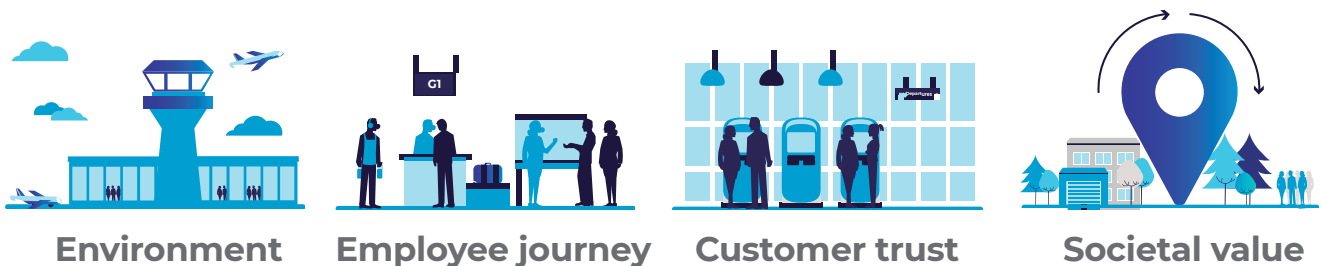 G1
Departures
Environment
Employee journey
Customer trust
Societal value